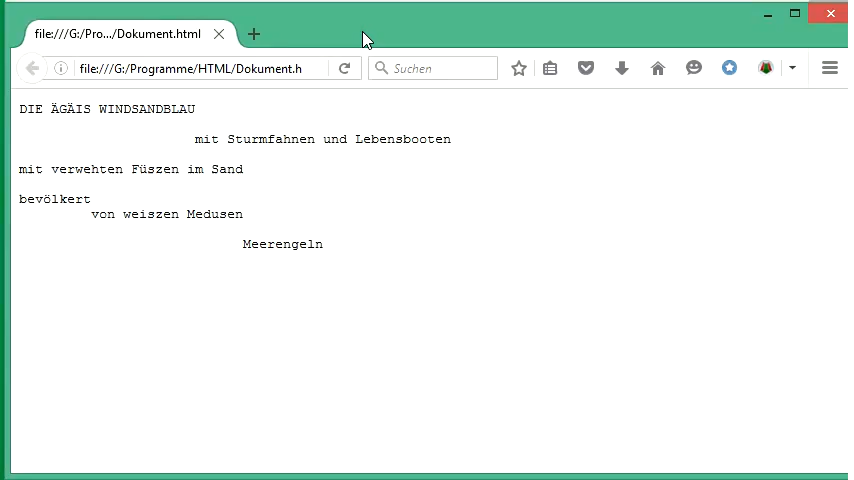 file:///G:/Pro.../Dokument.html
file:///G:/Programme/HTML/Dokument.h
Suchen
DIE ÄGÄIS WINDSANDBLAU
mit Sturmfahnen und Lebensbooten
mit verwehten Füszen im Sand
bevölkert
von weiszen Medusen
Meerengeln